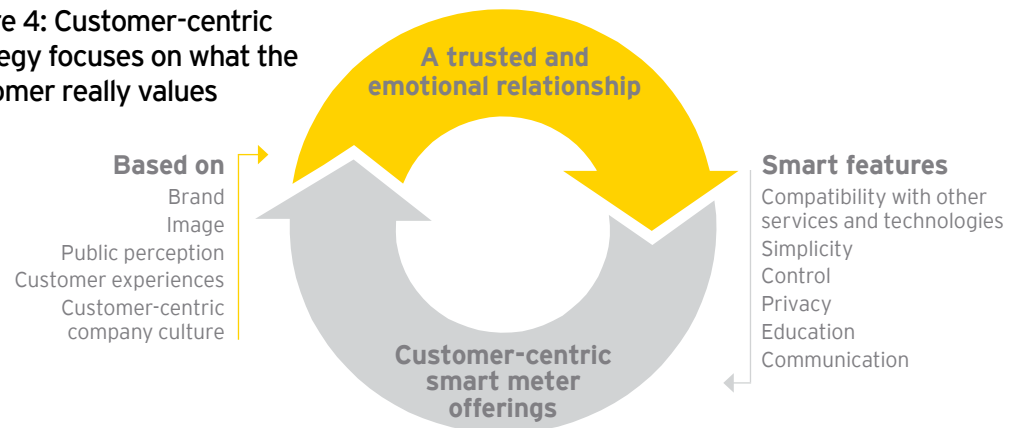 re 4: Customer-centric
egy focuses on what the
omer really values
A trusted and
emotional relationship
Based on
Brand
Image
Public perception
Customer experiences
Customer-centric
company culture
Smart features
Compatibility with other
services and technologies
Simplicity
Control
Privacy
Education
Communication
Customer-centric
smart meter
offerings